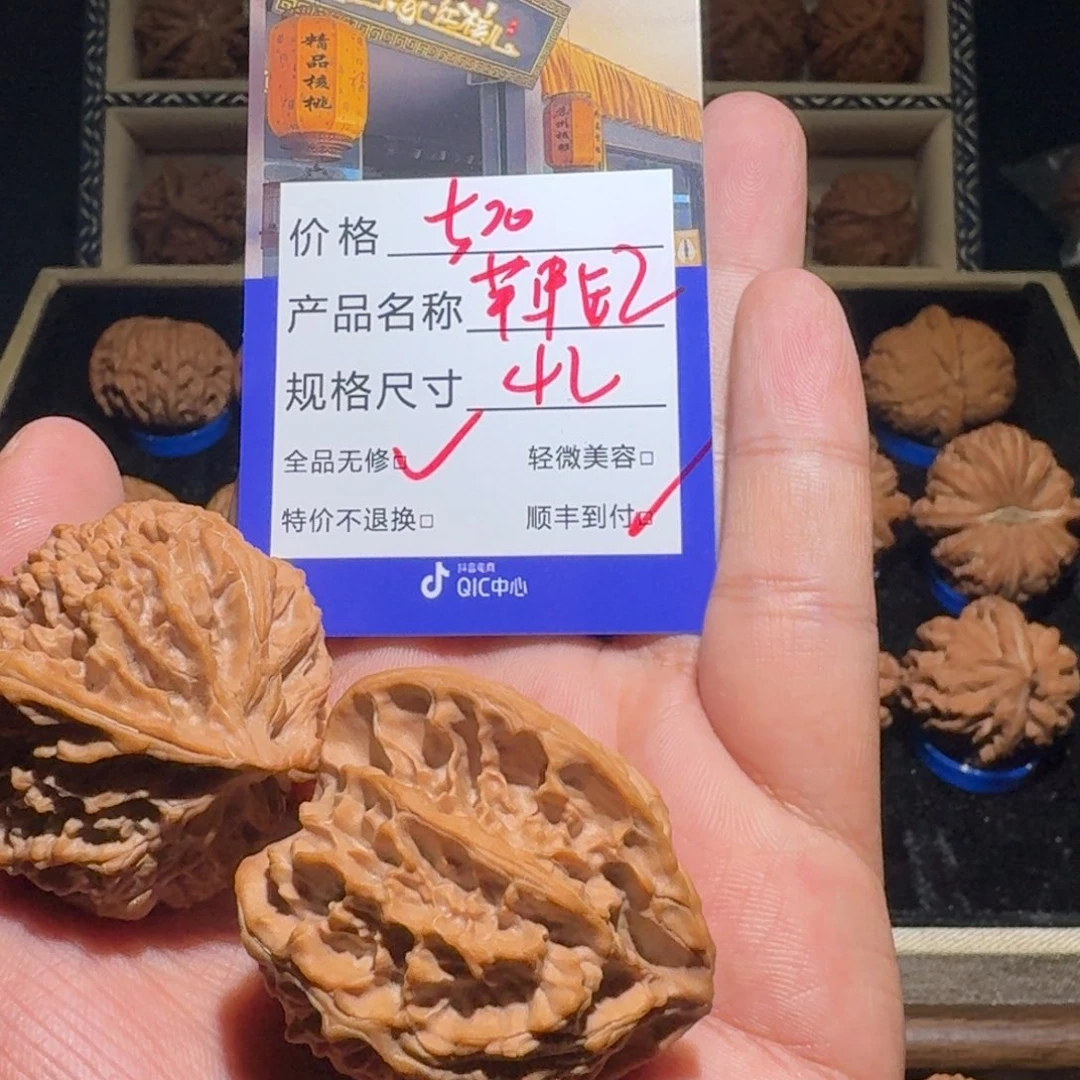 精品核桃
价格
产品名称
规格尺寸 41
全品无修□ 轻微美容□
特价不退换□ 顺丰到付□
抖音电商
QIC中心